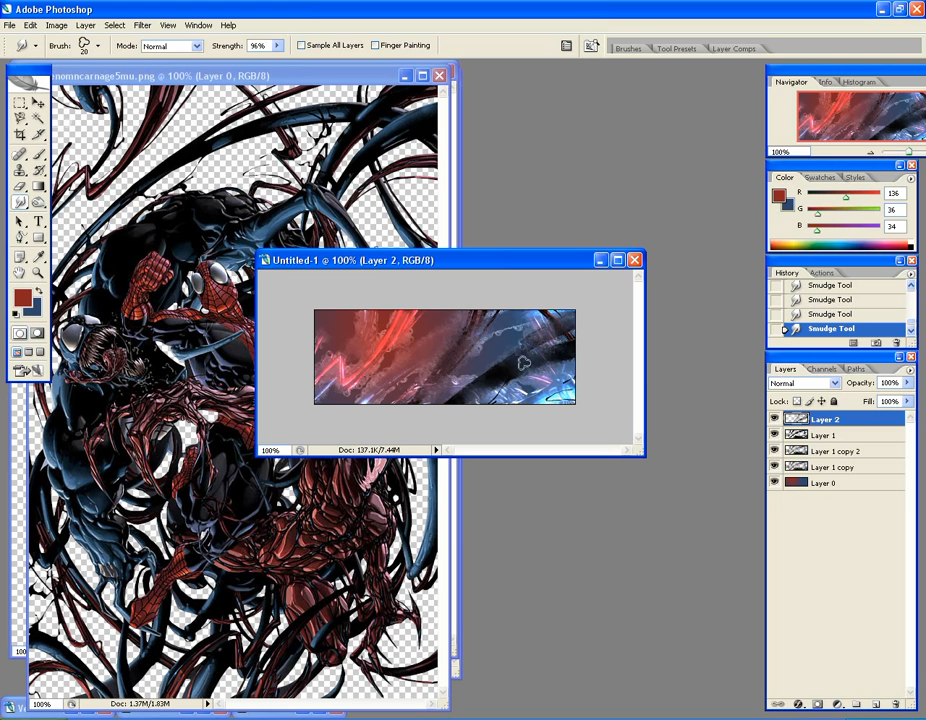 Adobe Photoshop
File Edit Image Layer Select Filter View Window Help
Brush: 20 Mode: Normal Strength: 96% Sample All Layers Finger Painting Brushes Tool Presets Layer Comps
enomncarnage5mu.png @ 100% (Layer 0, RGB/8)
Navigator Info Histogram
100%
Color Swatches Styles
R 136
G 36
B 34
Untitled-1 @ 100% (Layer 2, RGB/8)
History Actions
Smudge Tool
Smudge Tool
Smudge Tool
Smudge Tool
Layers Channels Paths
Normal Opacity: 100%
Lock: Fill: 100%
Layer 2
Layer 1
Layer 1 copy 2
Layer 1 copy
Layer 0
100% Doc: 137.1K/7.44M
100% Doc: 1.37M/1.83M